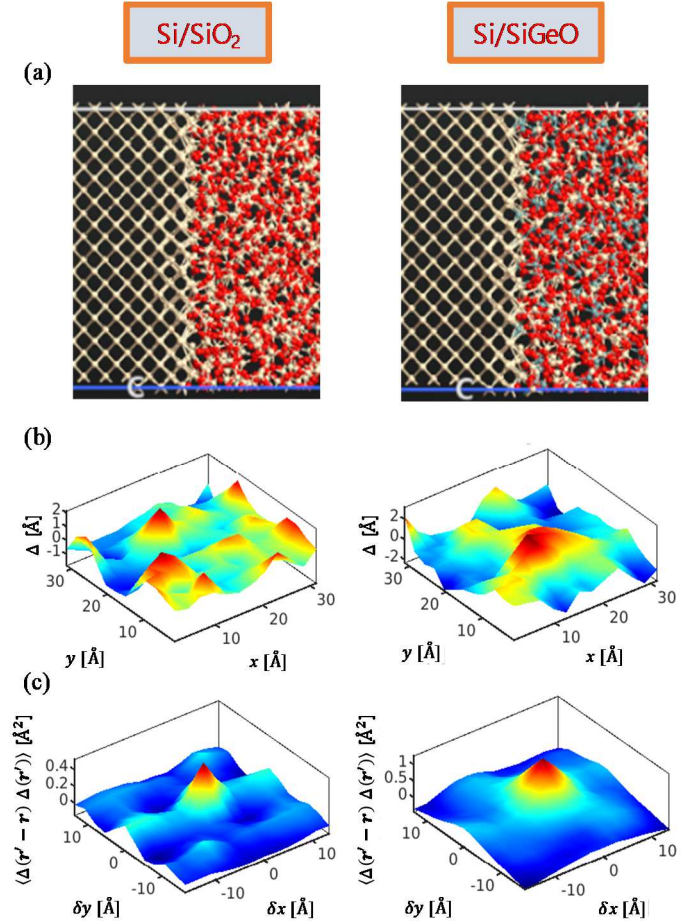 Si/SiO₂ Si/SiGeO
(a)
C C
(b)
Δ [Å] 2 1 0 -1 30 20 10 y [Å] 10 20 30 x [Å]
Δ [Å] 2 0 -2 30 20 10 y [Å] 10 20 30 x [Å]
(c)
⟨Δ(r′ − r) Δ(r′)⟩ [Å²] 0.4 0.2 0 10 0 -10 δy [Å] -10 0 10 δx [Å]
⟨Δ(r′ − r) Δ(r′)⟩ [Å²] 1 0.5 0 10 0 -10 δy [Å] -10 0 10 δx [Å]